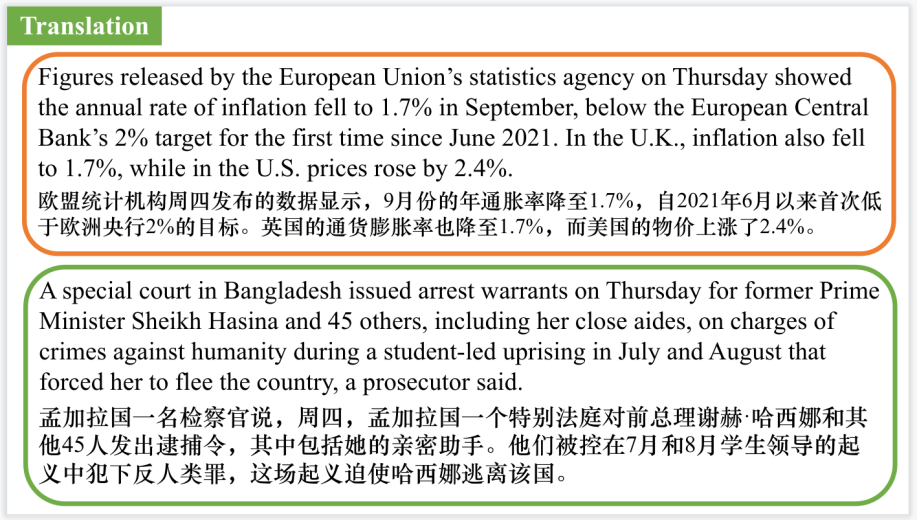 Translation
Figures released by the European Union’s statistics agency on Thursday showed
the annual rate of inflation fell to 1.7% in September, below the European Central
Bank’s 2% target for the first time since June 2021. In the U.K., inflation also fell
to 1.7%, while in the U.S. prices rose by 2.4%.
欧盟统计机构周四发布的数据显示，9月份的年通胀率降至1.7%，自2021年6月以来首次低
于欧洲央行2%的目标。英国的通货膨胀率也降至1.7%，而美国的物价上涨了2.4%。
A special court in Bangladesh issued arrest warrants on Thursday for former Prime
Minister Sheikh Hasina and 45 others, including her close aides, on charges of
crimes against humanity during a student-led uprising in July and August that
forced her to flee the country, a prosecutor said.
孟加拉国一名检察官说，周四，孟加拉国一个特别法庭对前总理谢赫·哈西娜和其
他45人发出逮捕令，其中包括她的亲密助手。他们被控在7月和8月学生领导的起
义中犯下反人类罪，这场起义迫使哈西娜逃离该国。